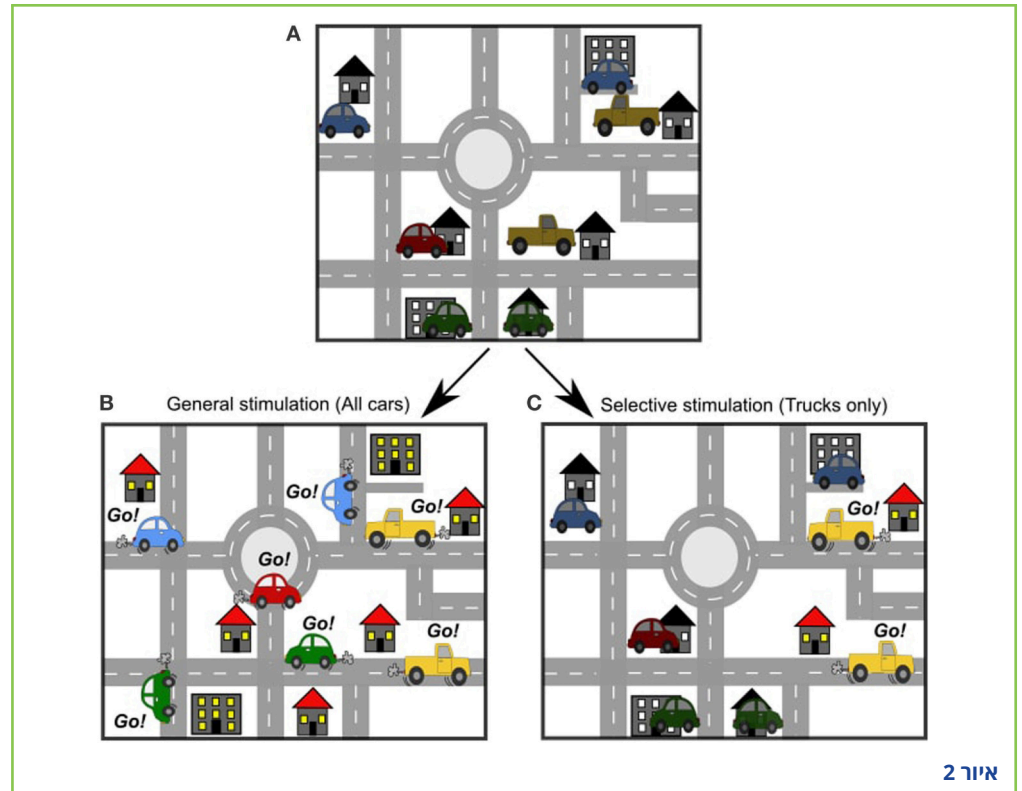 A
B
General stimulation (All cars)
C
Selective stimulation (Trucks only)
Go!
Go!
Go!
Go!
Go!
Go!
Go!
Go!
Go!
איור 2